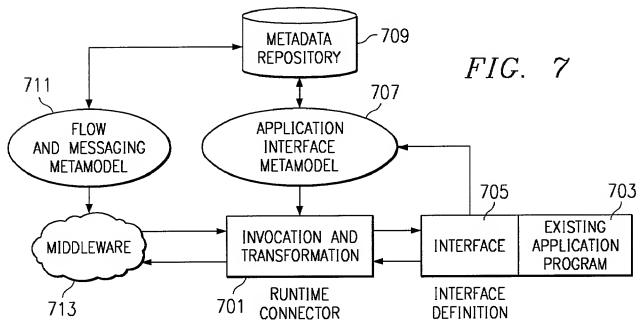 METADATA
REPOSITORY
709
FIG. 7
711
707
FLOW
AND MESSAGING
METAMODEL
APPLICATION
INTERFACE
METAMODEL
705
703
MIDDLEWARE
INVOCATION AND
TRANSFORMATION
INTERFACE
EXISTING
APPLICATION
PROGRAM
713
701
RUNTIME
CONNECTOR
INTERFACE
DEFINITION